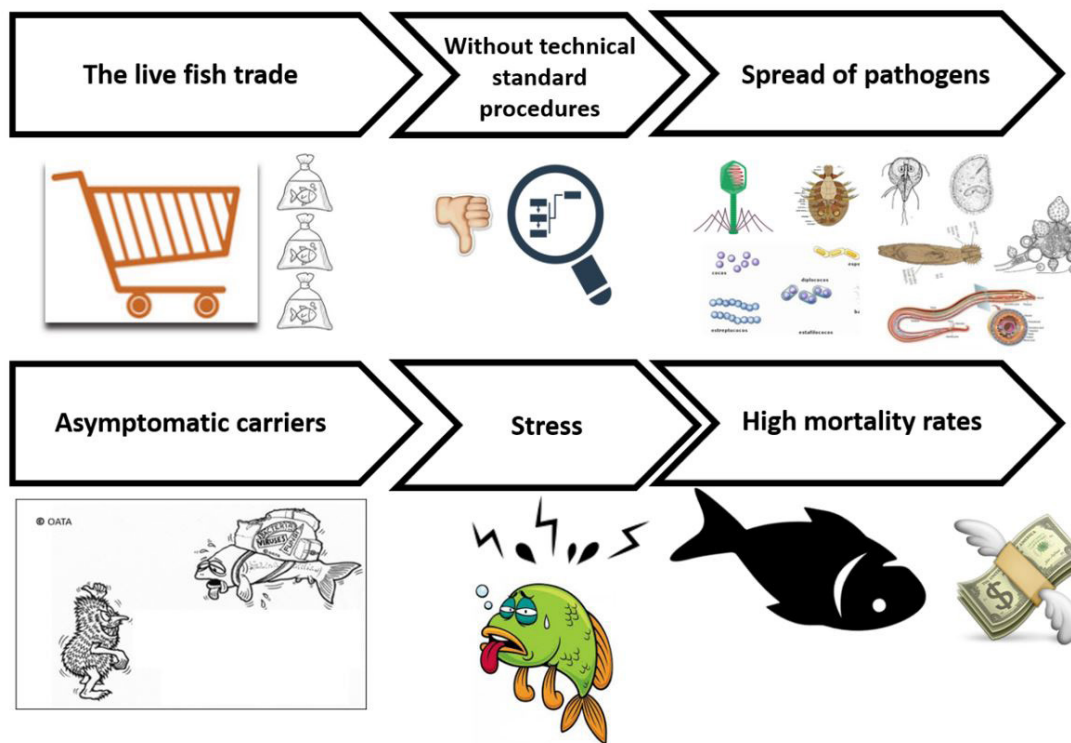 The live fish trade
Without technical
standard
procedures
Spread of pathogens
cocos
diplococos
estreptococos
estafilococos
Asymptomatic carriers
Stress
High mortality rates
© OATA
BACTERIA
VIRUSES